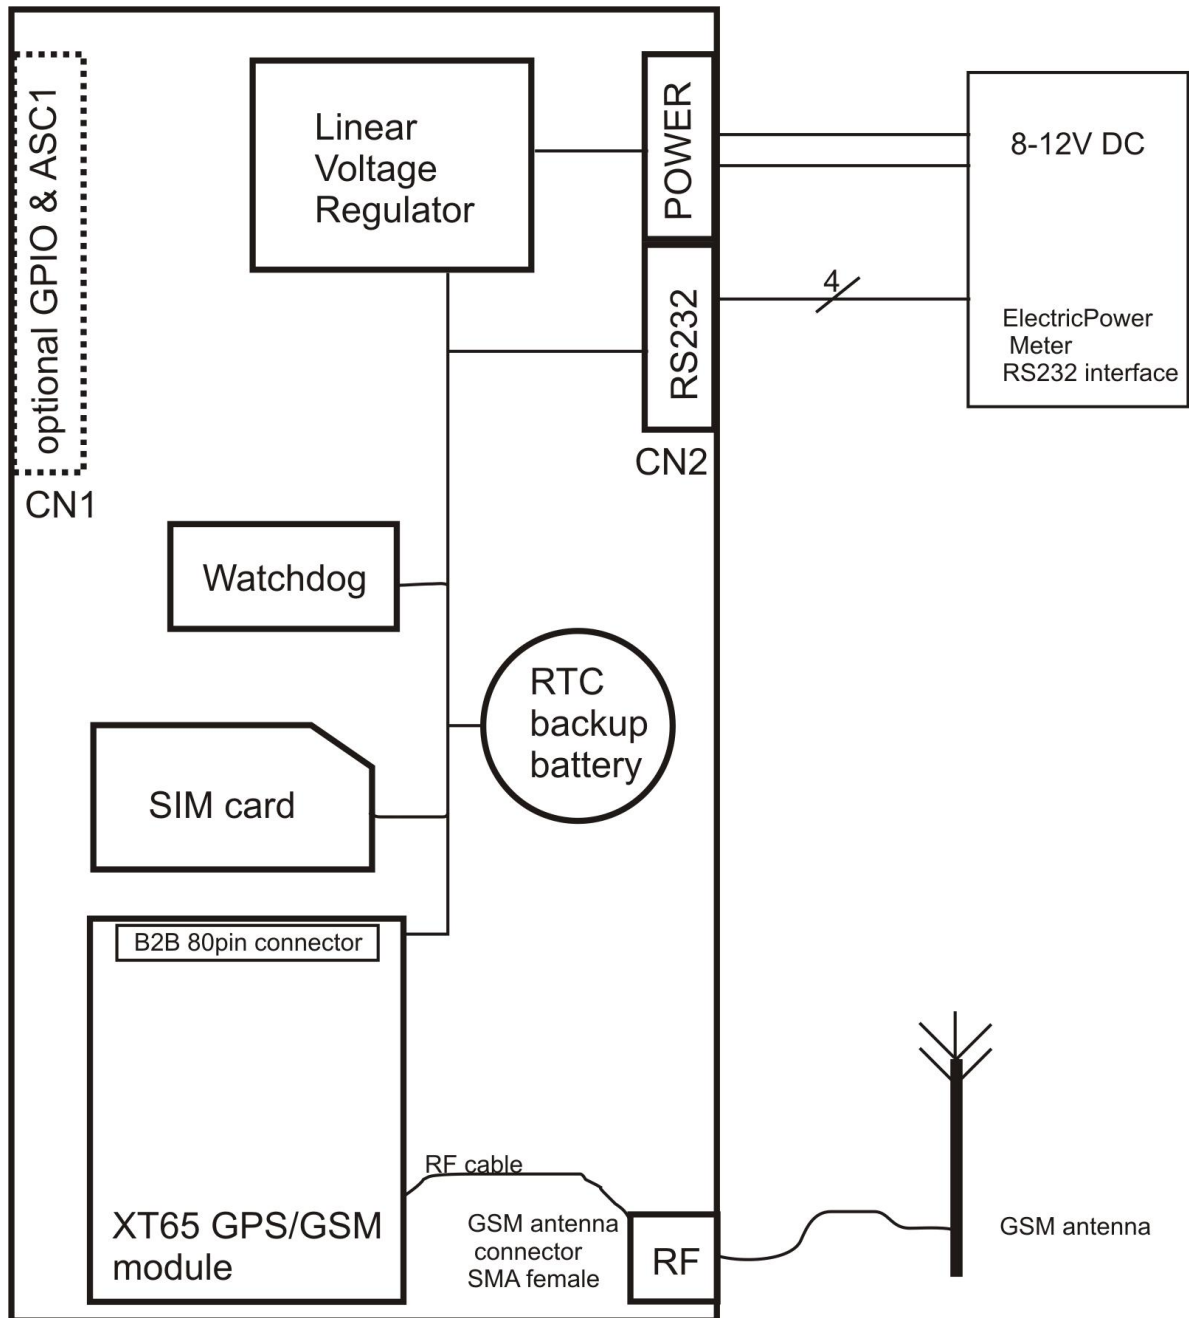 optional GPIO & ASC1
CN1
Linear
Voltage
Regulator
POWER
RS232
CN2
8-12V DC
4
ElectricPower
Meter
RS232 interface
Watchdog
RTC
backup
battery
SIM card
B2B 80pin connector
XT65 GPS/GSM
module
RF cable
GSM antenna
connector
SMA female
RF
GSM antenna